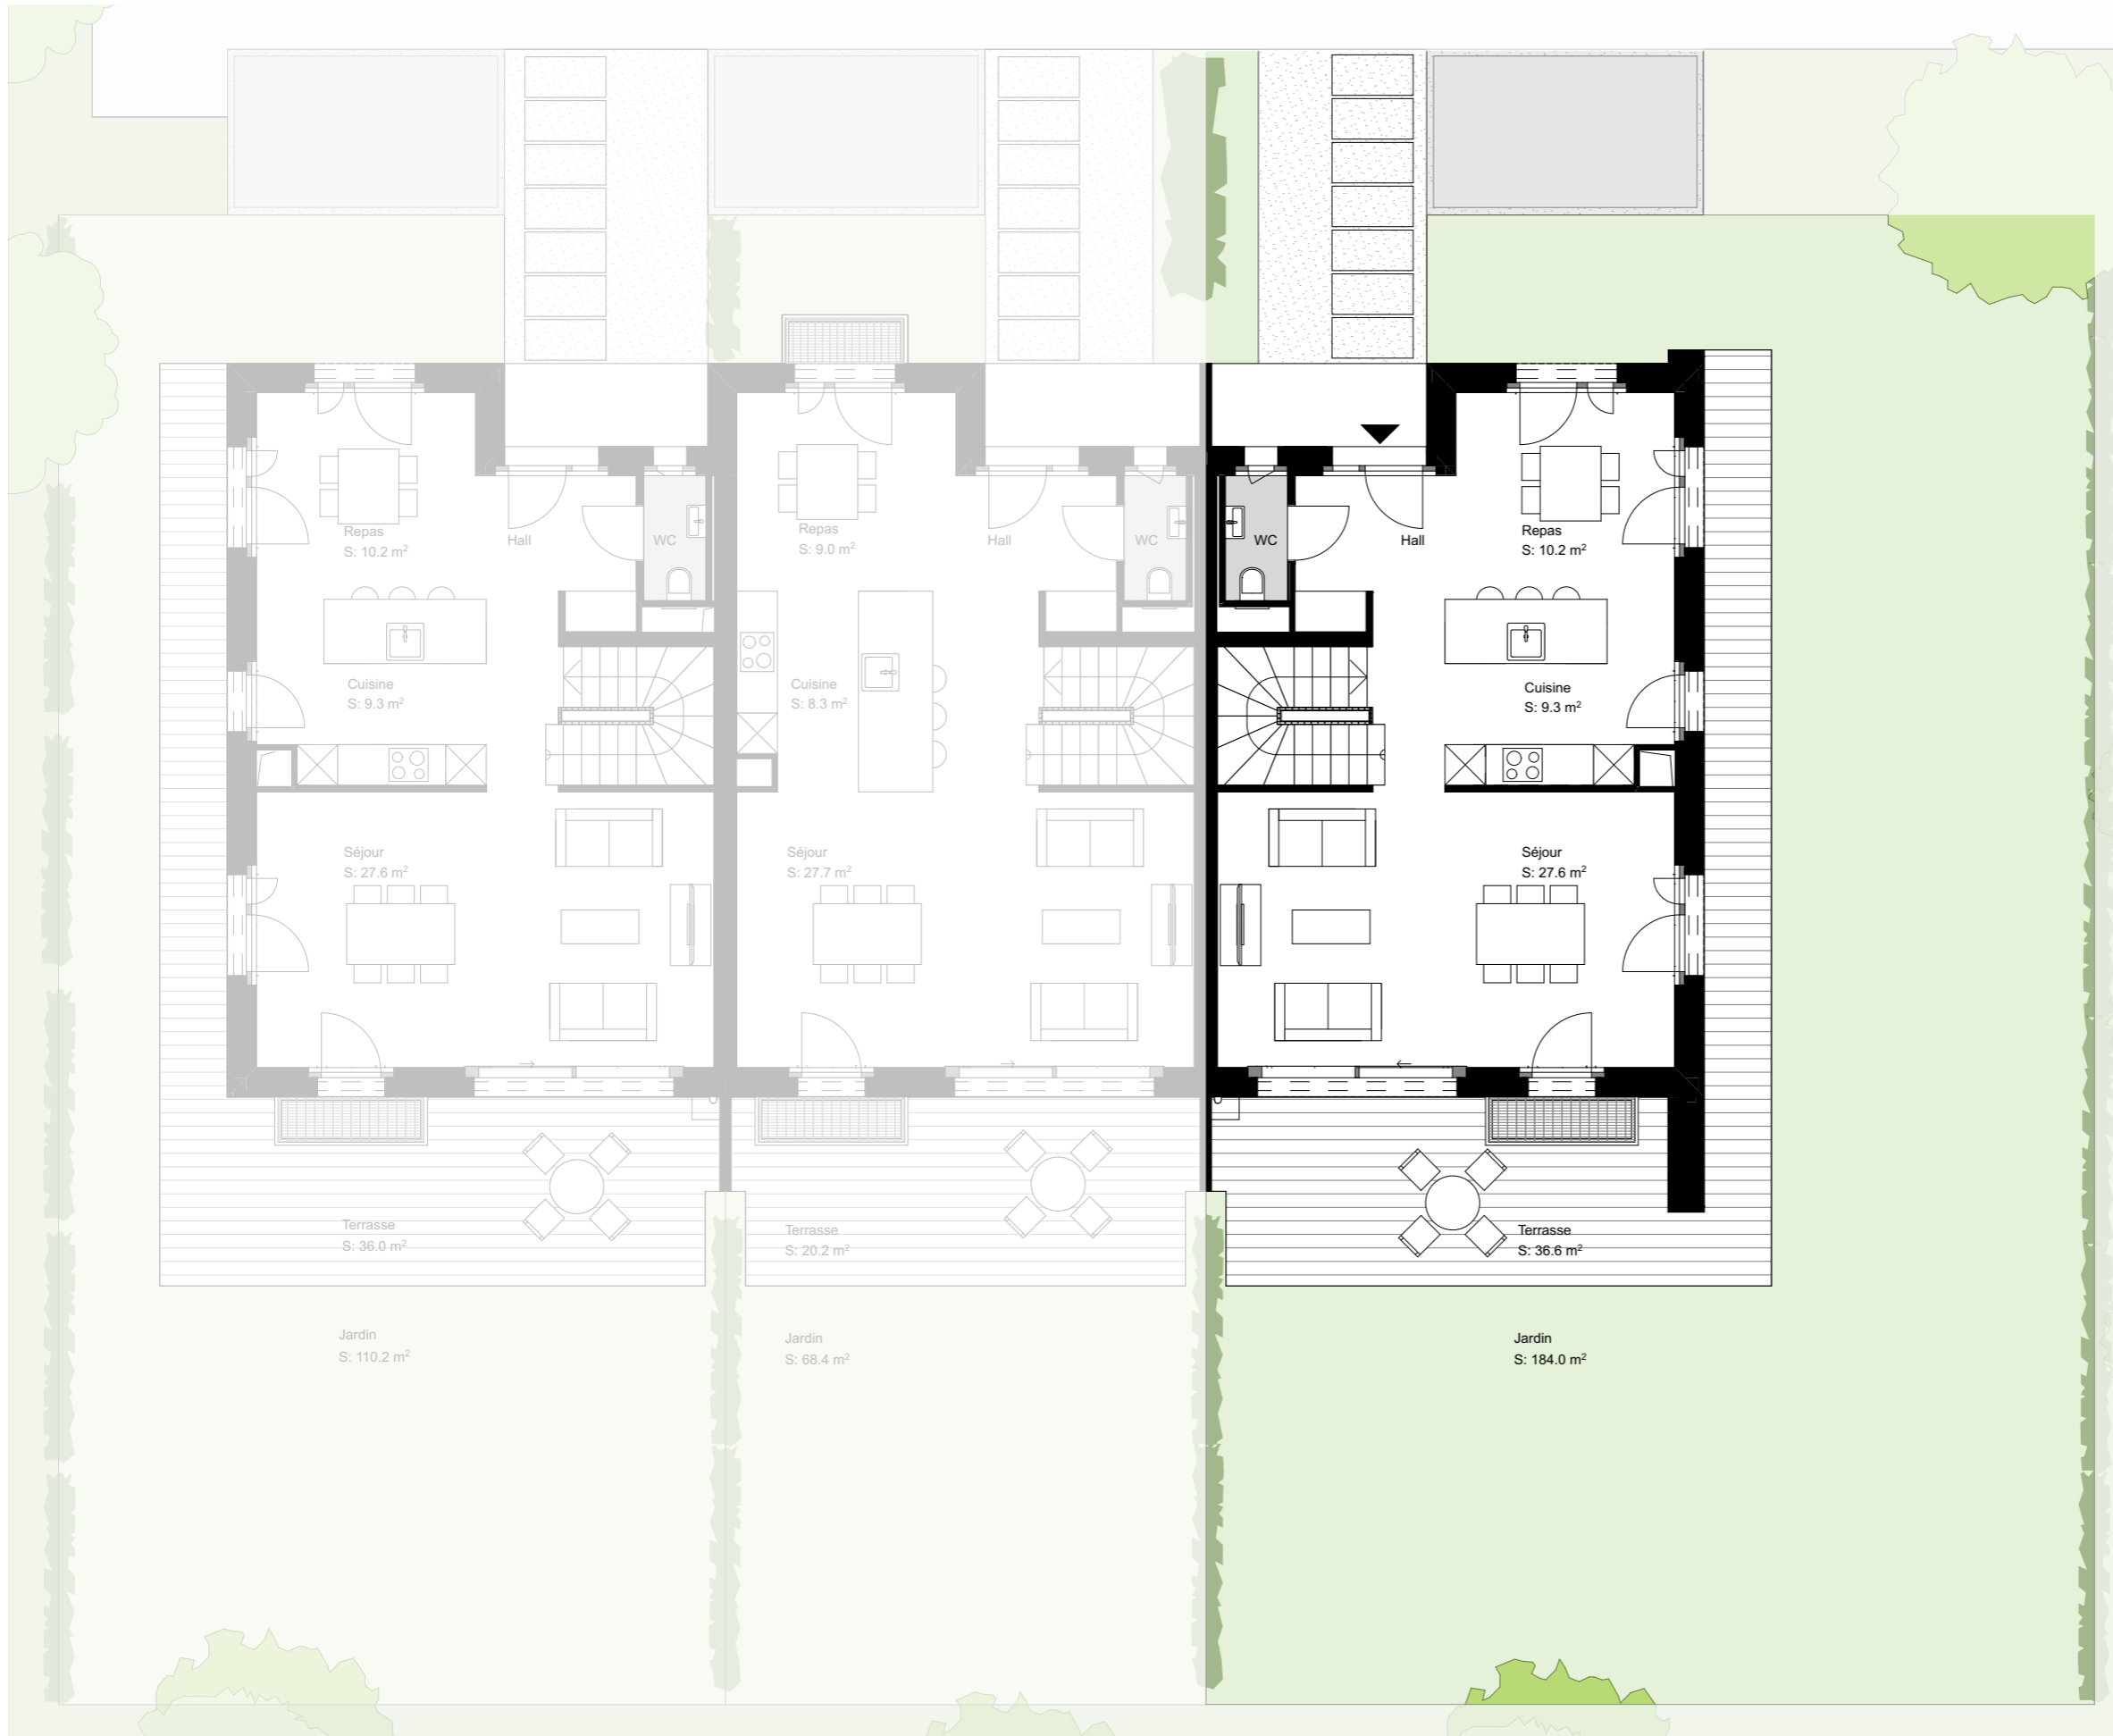 Repas
S: 10.2 m²
Hall
WC
Cuisine
S: 9.3 m²
Séjour
S: 27.6 m²
Terrasse
S: 36.0 m²
Jardin
S: 110.2 m²
Repas
S: 9.0 m²
Hall
WC
Cuisine
S: 8.3 m²
Séjour
S: 27.7 m²
Terrasse
S: 20.2 m²
Jardin
S: 68.4 m²
WC
Hall
Repas
S: 10.2 m²
Cuisine
S: 9.3 m²
Séjour
S: 27.6 m²
Terrasse
S: 36.6 m²
Jardin
S: 184.0 m²